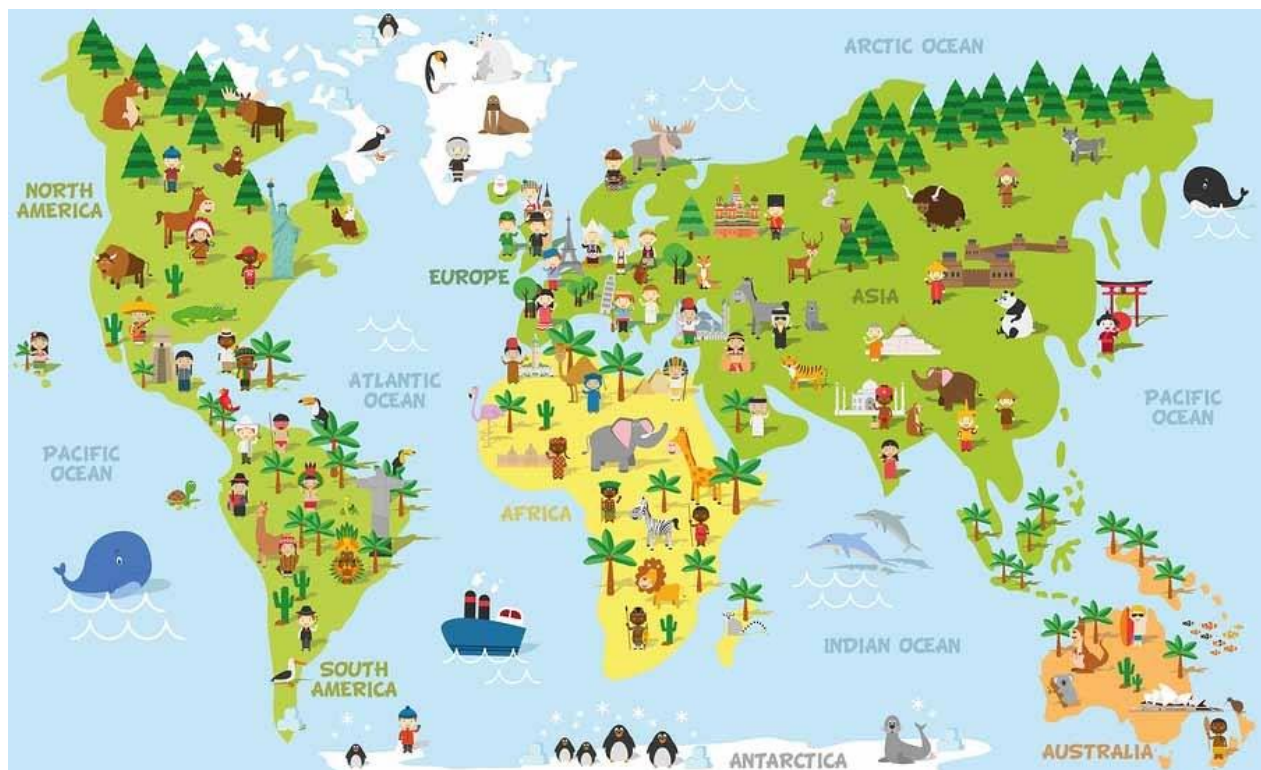 ARCTIC OCEAN
NORTH
AMERICA
EUROPE
ASIA
ATLANTIC
OCEAN
PACIFIC
OCEAN
PACIFIC
OCEAN
AFRICA
INDIAN OCEAN
SOUTH
AMERICA
AUSTRALIA
ANTARCTICA